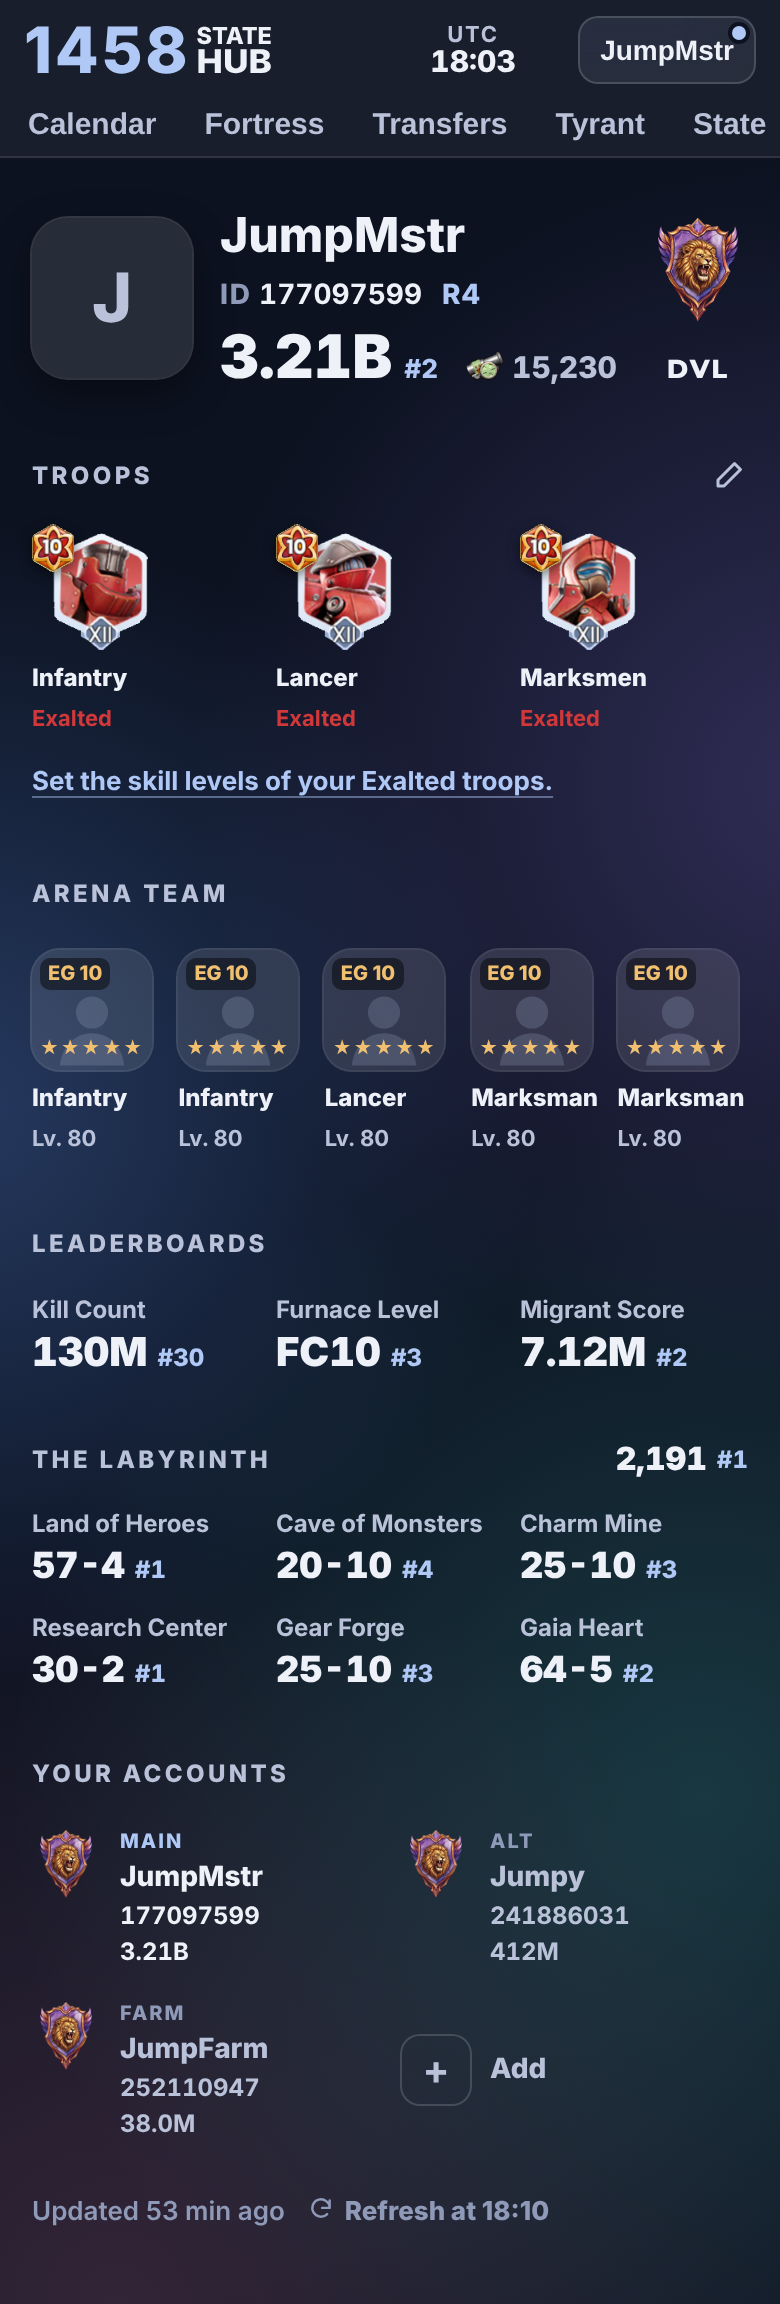 1458 STATE HUB
UTC
18:03
JumpMstr
Calendar Fortress Transfers Tyrant State
J
JumpMstr
ID 177097599 R4
3.21B #2 15,230
DVL
TROOPS
10 10 10
XII XII XII
Infantry Lancer Marksmen
Exalted Exalted Exalted
Set the skill levels of your Exalted troops.
ARENA TEAM
EG 10 EG 10 EG 10 EG 10 EG 10
★★★★★ ★★★★★ ★★★★★ ★★★★★ ★★★★★
Infantry Infantry Lancer Marksman Marksman
Lv. 80 Lv. 80 Lv. 80 Lv. 80 Lv. 80
LEADERBOARDS
Kill Count Furnace Level Migrant Score
130M #30 FC10 #3 7.12M #2
THE LABYRINTH 2,191 #1
Land of Heroes Cave of Monsters Charm Mine
57-4 #1 20-10 #4 25-10 #3
Research Center Gear Forge Gaia Heart
30-2 #1 25-10 #3 64-5 #2
YOUR ACCOUNTS
MAIN
JumpMstr
177097599
3.21B
ALT
Jumpy
241886031
412M
FARM
JumpFarm
252110947
38.0M
+ Add
Updated 53 min ago Refresh at 18:10